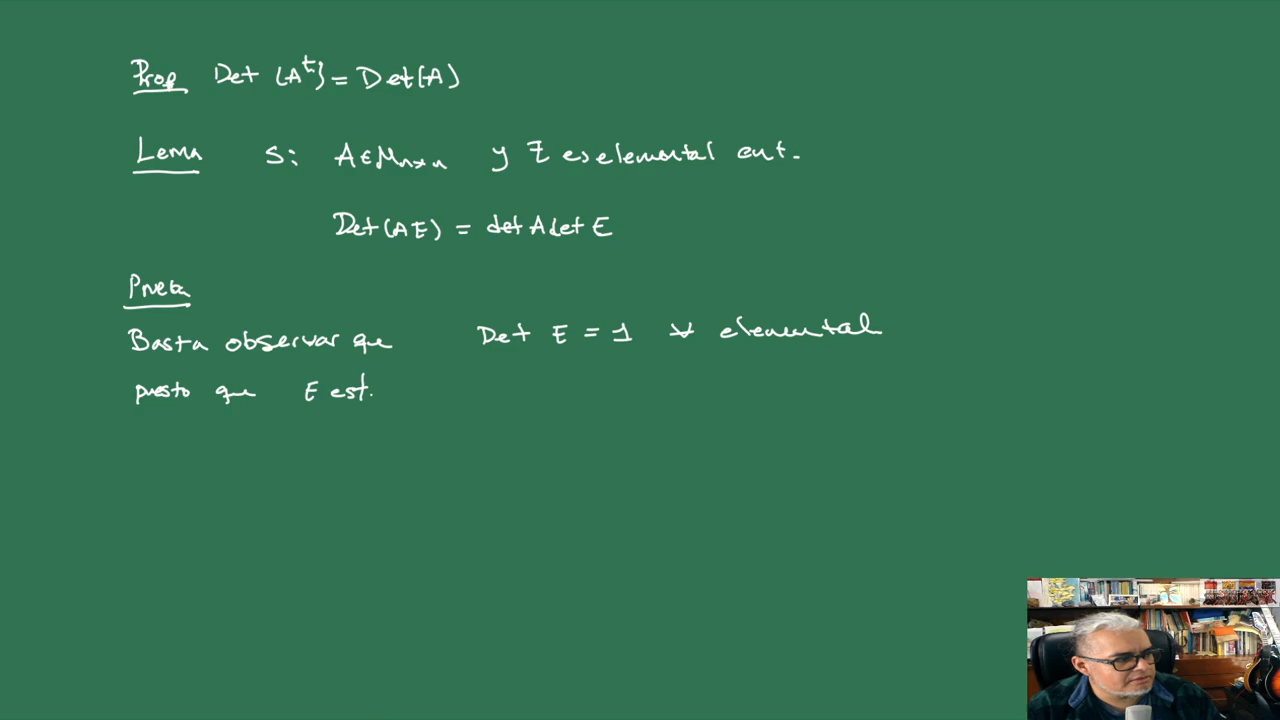 Prop Det (A^t) = Det(A)
Lema Si A ∈ M_{n×n} y E es elemental ent.
Det(AE) = det A det E
Prueba
Basta observar que Det E = 1 ∀ elemental
puesto que E est.